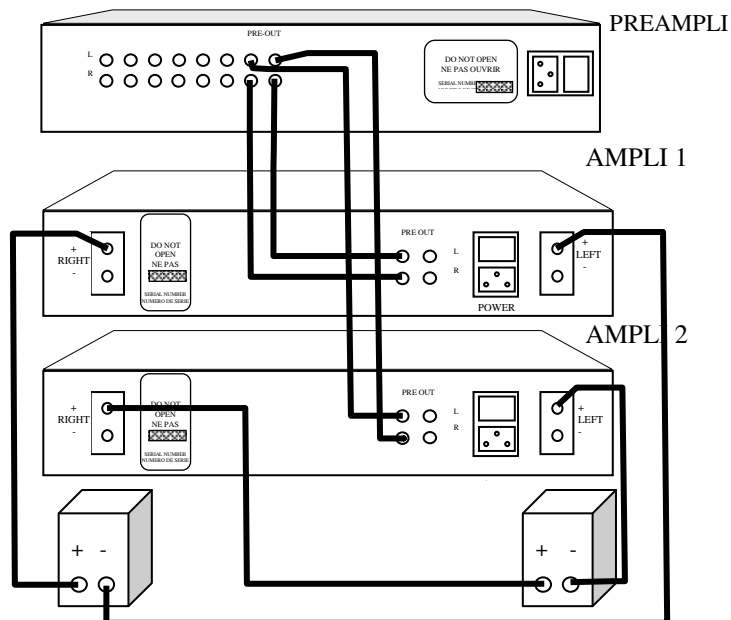 PREAMPLI
PRE-OUT
L
R
DO NOT OPEN
NE PAS OUVRIR
SERIAL NUMBER
AMPLI 1
+
RIGHT
-
DO NOT
OPEN
NE PAS
SERIAL NUMBER
NUMERO DE SERIE
PRE OUT
L
R
POWER
+
LEFT
-
AMPLI 2
+
RIGHT
-
DO NOT
OPEN
NE PAS
SERIAL NUMBER
NUMERO DE SERIE
PRE OUT
L
R
+
LEFT
-
+ -
+ -